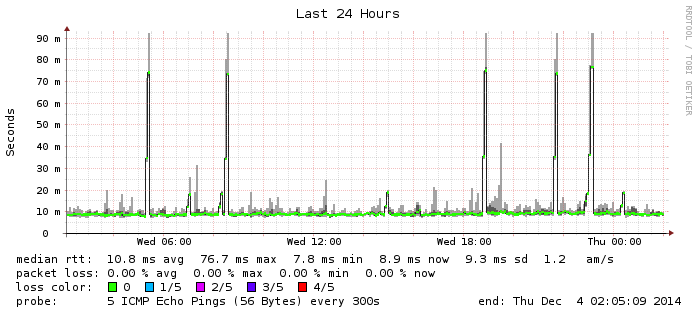 Last 24 Hours
RRDTOOL / TOBI OETIKER
Seconds
90 m
80 m
70 m
60 m
50 m
40 m
30 m
20 m
10 m
0
Wed 06:00 Wed 12:00 Wed 18:00 Thu 00:00
median rtt: 10.8 ms avg 76.7 ms max 7.8 ms min 8.9 ms now 9.3 ms sd 1.2 am/s
packet loss: 0.00 % avg 0.00 % max 0.00 % min 0.00 % now
loss color: 0 1/5 2/5 3/5 4/5
probe: 5 ICMP Echo Pings (56 Bytes) every 300s end: Thu Dec 4 02:05:09 2014